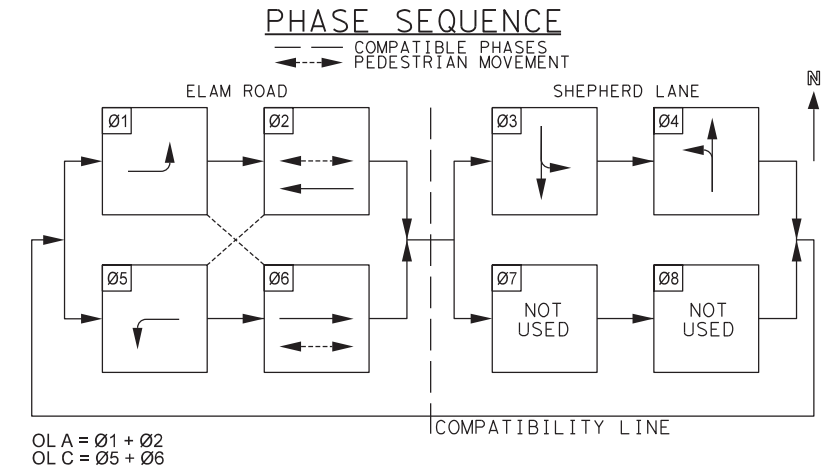 PHASE SEQUENCE
COMPATIBLE PHASES
PEDESTRIAN MOVEMENT
N
ELAM ROAD
SHEPHERD LANE
Ø1
Ø2
Ø3
Ø4
Ø5
Ø6
Ø7
Ø8
NOT
USED
NOT
USED
COMPATIBILITY LINE
OL A = Ø1 + Ø2
OL C = Ø5 + Ø6